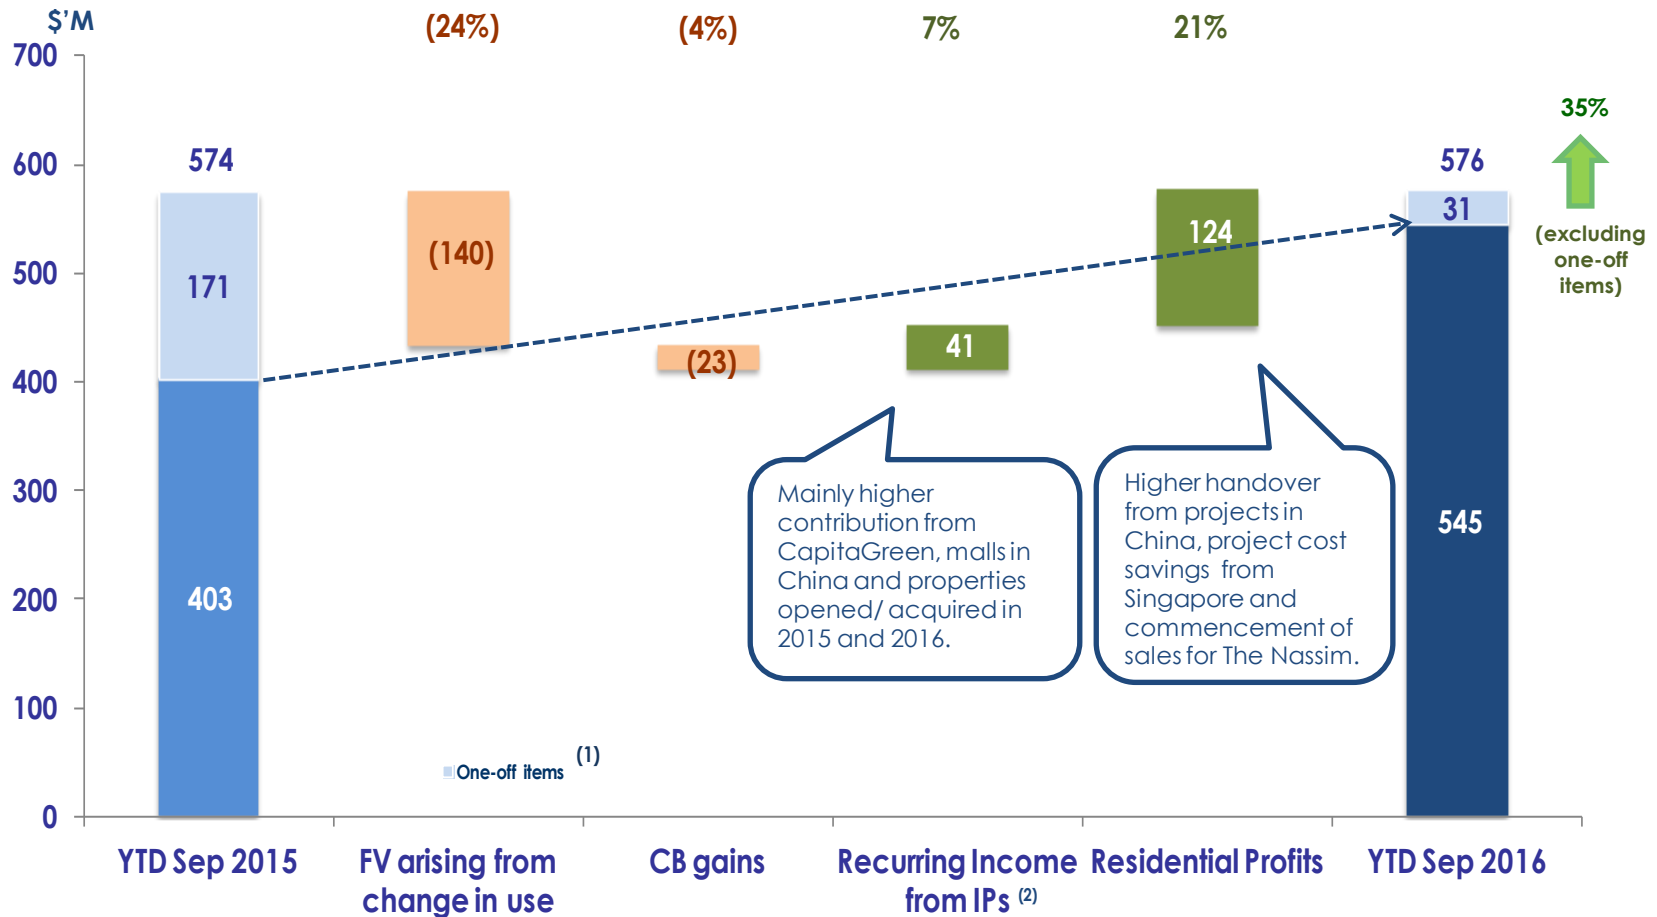 $'M
(24%)
(4%)
7%
21%
700
600
500
400
300
200
100
0
574
171
403
(140)
(23)
41
124
576
31
545
35%
(excluding
one-off
items)
Mainly higher
contribution from
CapitaGreen, malls in
China and properties
opened/ acquired in
2015 and 2016.
Higher handover
from projects in
China, project cost
savings from
Singapore and
commencement of
sales for The Nassim.
One-off items (1)
YTD Sep 2015
FV arising from
change in use
CB gains
Recurring Income
from IPs (2)
Residential Profits
YTD Sep 2016